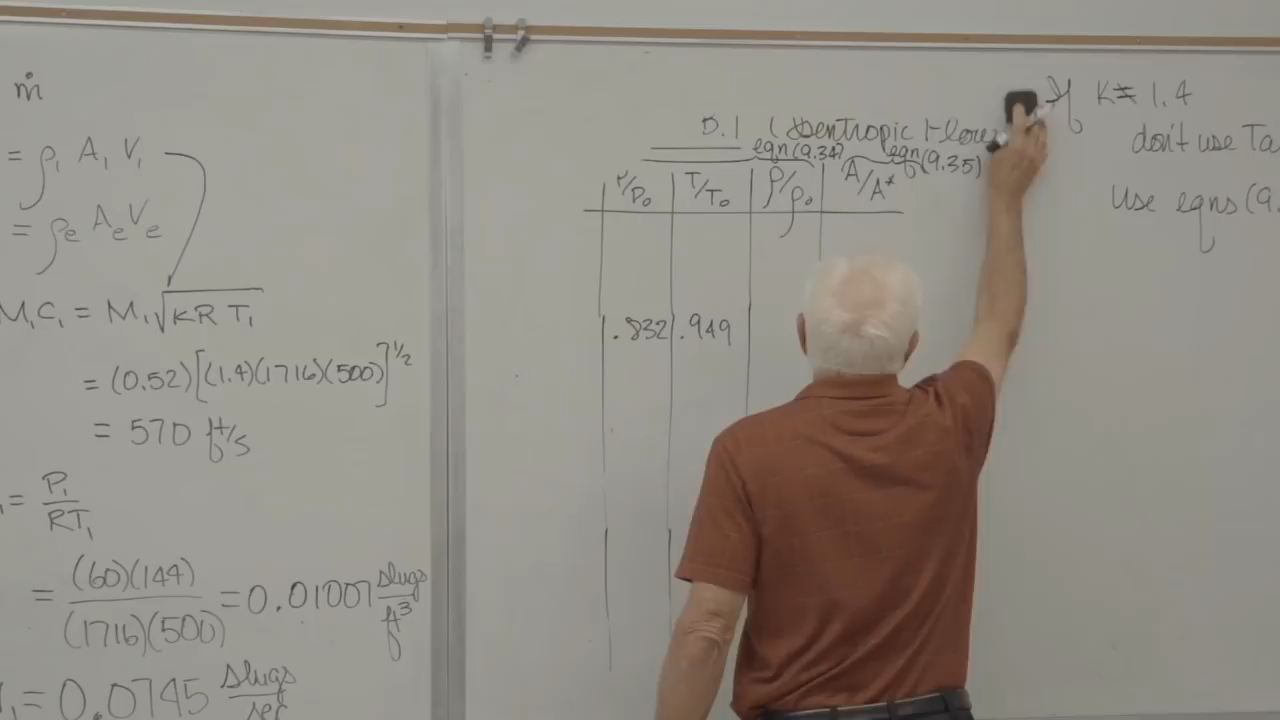 ṁ
= ρ₁ A₁ V₁
= ρe Ae Ve
M₁C₁ = M₁√KRT₁
= (0.52)[(1.4)(1716)(500)]^1/2
= 570 ft/s
= P₁/RT₁
= (60)(144)/(1716)(500) = 0.01007 slugs/ft³
= 0.0745 slugs/sec
B.1 (Isentropic Flow
eqn(9.34) eqn(9.35)
P/P₀ T/T₀ ρ/ρ₀ A/A*
.832 .949
If K≠1.4
don't use
Use eqns (9.